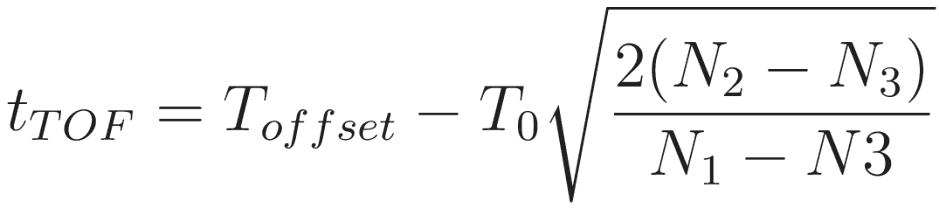 t_{TOF} = T_{offset} - T_0 \sqrt{\frac{2(N_2 - N_3)}{N_1 - N3}}